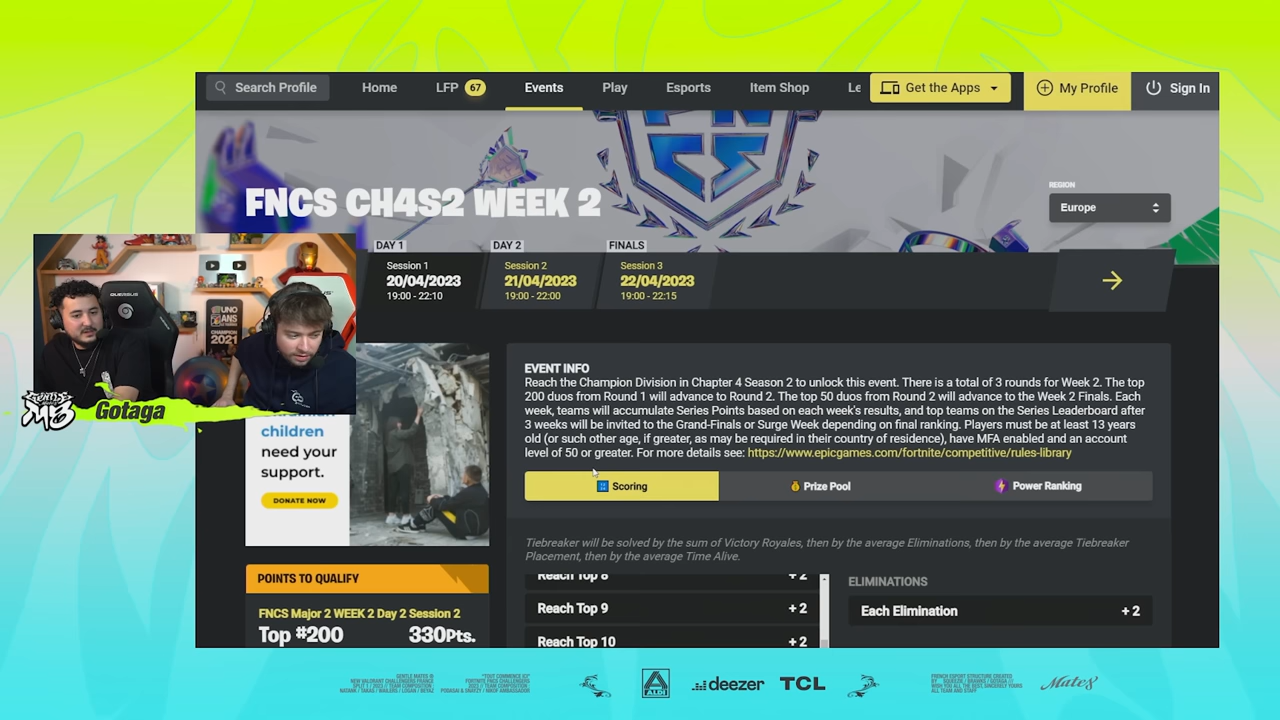 Search Profile
Home
LFP 67
Events
Play
Esports
Item Shop
Le
Get the Apps
My Profile
Sign In
FNCS CH4S2 WEEK 2
REGION
Europe
DAY 1
Session 1
20/04/2023
19:00 - 22:10
DAY 2
Session 2
21/04/2023
19:00 - 22:00
FINALS
Session 3
22/04/2023
19:00 - 22:15
CHAMPION
2021
GENTLE
M8
Gotaga
children
need your
support.
DONATE NOW
EVENT INFO
Reach the Champion Division in Chapter 4 Season 2 to unlock this event. There is a total of 3 rounds for Week 2. The top
200 duos from Round 1 will advance to Round 2. The top 50 duos from Round 2 will advance to the Week 2 Finals. Each
week, teams will accumulate Series Points based on each week's results, and top teams on the Series Leaderboard after
3 weeks will be invited to the Grand-Finals or Surge Week depending on final ranking. Players must be at least 13 years
old (or such other age, if greater, as may be required in their country of residence), have MFA enabled and an account
level of 50 or greater. For more details see: https://www.epicgames.com/fortnite/competitive/rules-library
Scoring
Prize Pool
Power Ranking
Tiebreaker will be solved by the sum of Victory Royales, then by the average Eliminations, then by the average Tiebreaker
Placement, then by the average Time Alive.
Reach Top 8 +2
Reach Top 9 +2
Reach Top 10 +2
ELIMINATIONS
Each Elimination +2
POINTS TO QUALIFY
FNCS Major 2 WEEK 2 Day 2 Session 2
Top #200 330Pts.
ALDI
deezer
TCL
Mates